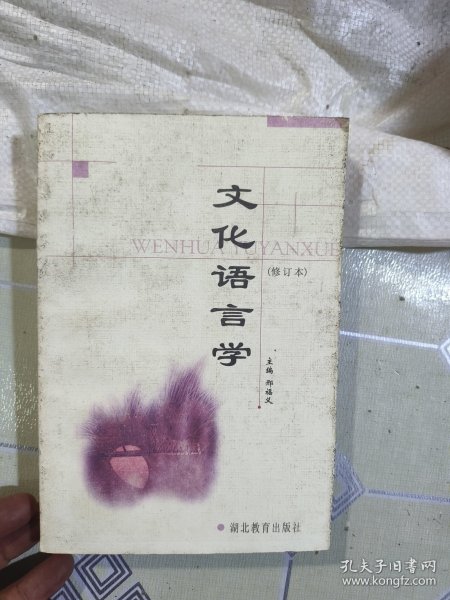 文化语言学
WENHUA YUYANXUE
(修订本)
主编 邢福义
湖北教育出版社
孔夫子旧书网
www.kongfz.com